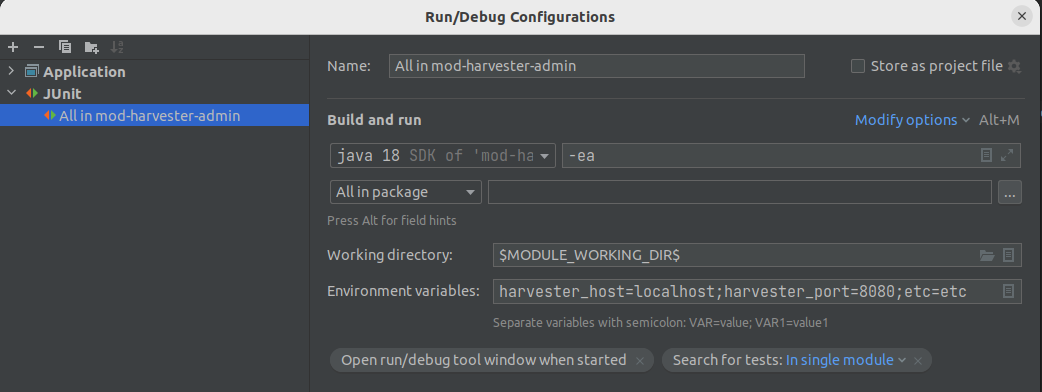 Run/Debug Configurations
Application
JUnit
All in mod-harvester-admin
Name: All in mod-harvester-admin Store as project file
Build and run Modify options Alt+M
java 18 SDK of 'mod-ha -ea
All in package ...
Press Alt for field hints
Working directory: $MODULE_WORKING_DIR$
Environment variables: harvester_host=localhost;harvester_port=8080;etc=etc
Separate variables with semicolon: VAR=value; VAR1=value1
Open run/debug tool window when started × Search for tests: In single module ×